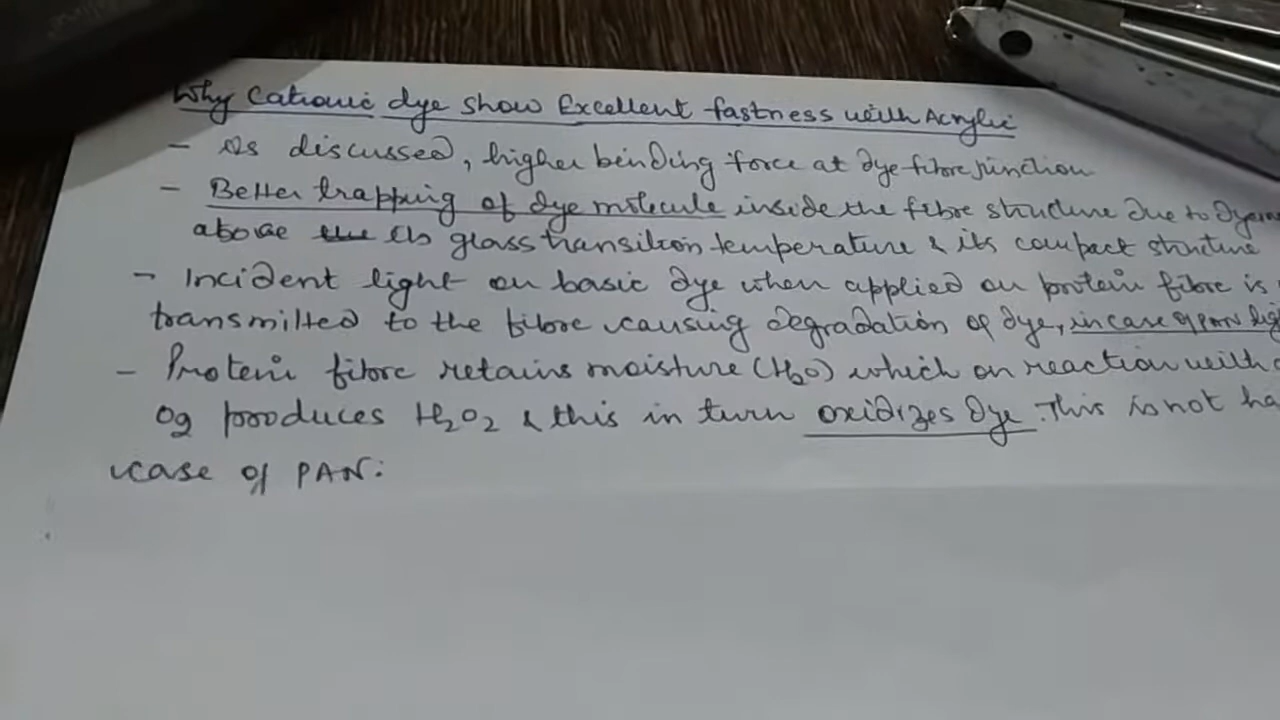 Why Cationic dye show Excellent fastness with Acrylic
- As discussed, higher binding force at dye fibre junction
- Better trapping of dye molecule inside the fibre structure due to
above its glass transition temperature & its compact structure
- Incident light on basic dye when applied on protein fibre is
transmitted to the fibre causing degradation of dye, in case of PAN
- Protein fibre retains moisture (H2O) which on reaction with
O2 produces H2O2 & this in turn oxidizes dye. This is not
case of PAN.